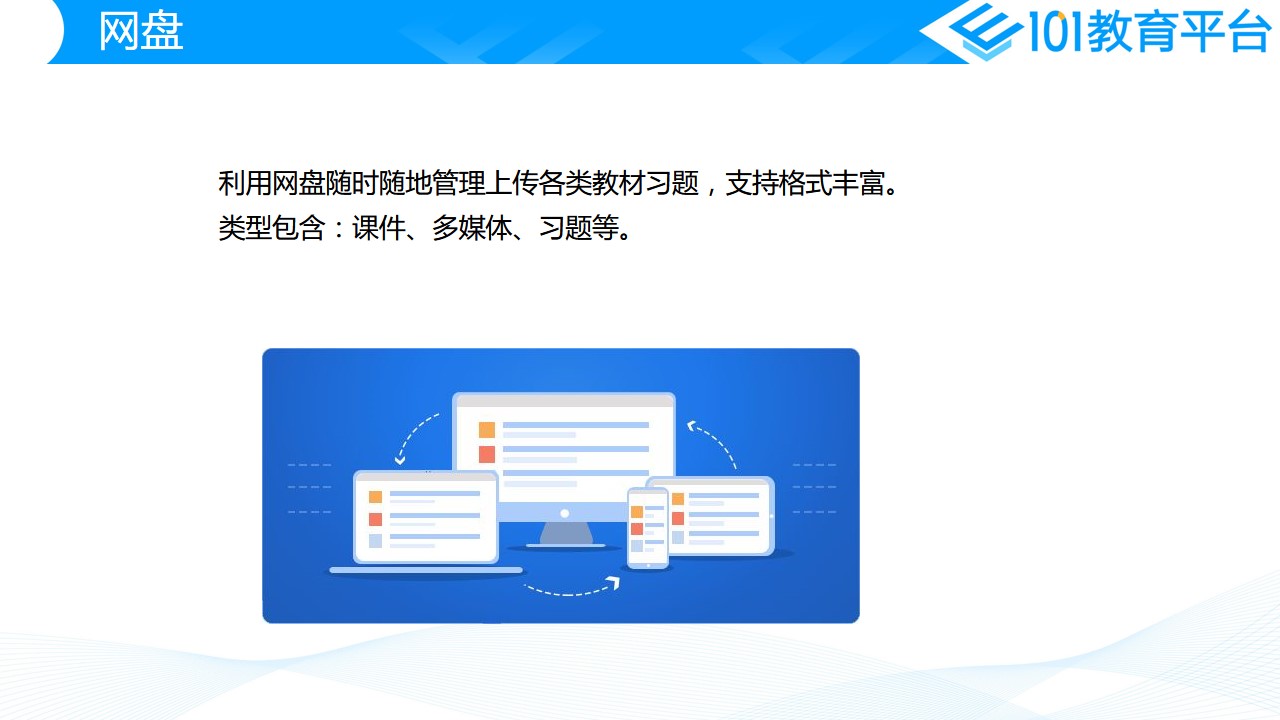 网盘
101教育平台
利用网盘随时随地管理上传各类教材习题，支持格式丰富。
类型包含：课件、多媒体、习题等。